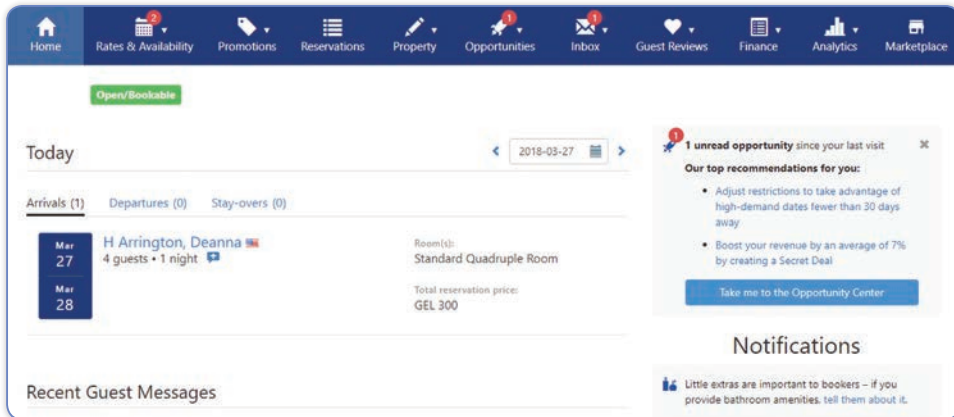 2 1 1
Home Rates & Availability Promotions Reservations Property Opportunities Inbox Guest Reviews Finance Analytics Marketplace
Open/Bookable
Today
2018-03-27
Arrivals (1) Departures (0) Stay-overs (0)
Mar
27
Mar
28
H Arrington, Deanna
4 guests • 1 night
Room(s):
Standard Quadruple Room
Total reservation price:
GEL 300
Recent Guest Messages
1
1 unread opportunity since your last visit
Our top recommendations for you:
• Adjust restrictions to take advantage of
high-demand dates fewer than 30 days
away
• Boost your revenue by an average of 7%
by creating a Secret Deal
Take me to the Opportunity Center
Notifications
Little extras are important to bookers – if you
provide bathroom amenities. tell them about it.